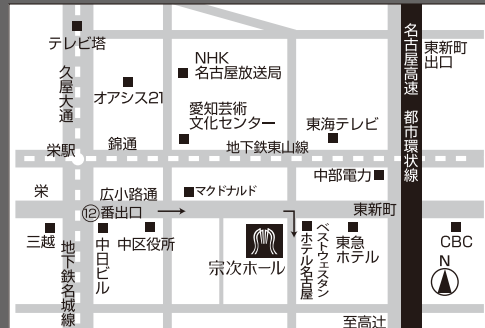 テレビ塔
久屋大通
オアシス21
NHK
名古屋放送局
愛知芸術
文化センター
東海テレビ
名古屋高速 都市環状線
東新町
出口
錦通
栄駅
地下鉄東山線
中部電力
栄
広小路通
マクドナルド
東新町
⑫番出口
三越
地下鉄名城線
中日ビル
中区役所
宗次ホール
ベストウェスタン
ホテル名古屋
東急
ホテル
CBC
N
至高辻